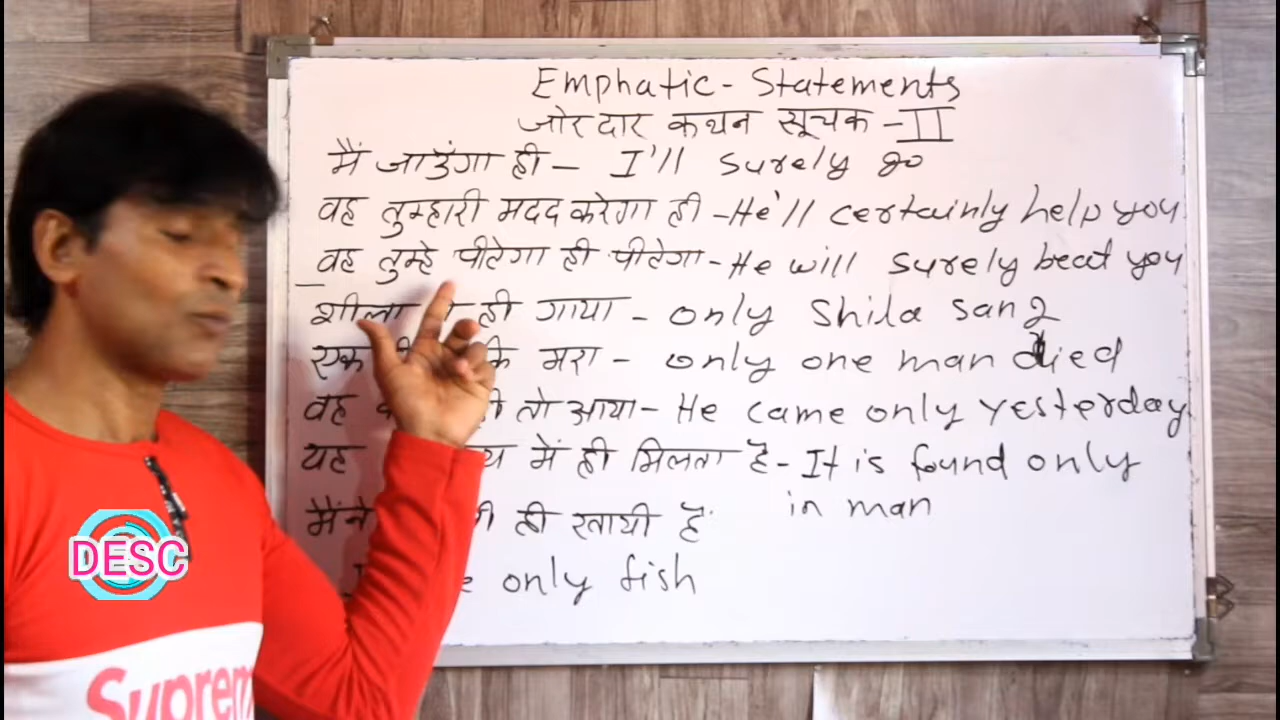 Emphatic - Statements
जोरदार कथन सूचक - II
मैं जाउंगा ही - I'll surely go
वह तुम्हारी मदद करेगा ही - He'll certainly help you
वह तुम्हे पीटेगा ही पीटेगा - He will surely beat you
शीला ही गाया - only Shila sang
एक मरा - only one man died
वह तो आया - He came only yesterday
यह में ही मिलता है - It is found only
in man
मैंने ही खायी हैं
only fish
DESC
Suprem